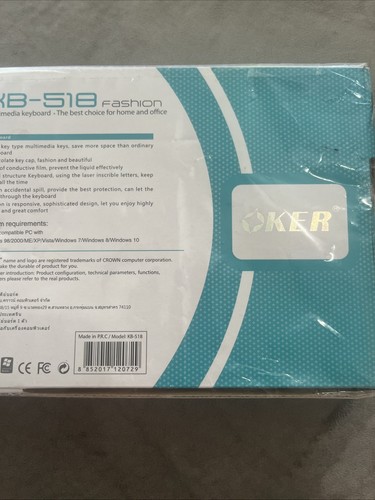 KB-518 Fashion
media keyboard - The best choice for home and office
key type multimedia keys, save more space than ordinary
board
olate key cap, fashion and beautiful
of conductive film, prevent the liquid effectively
structure Keyboard, using the laser inscribe letters, keep
all the time
n accidental spill, provide the best protection, can let the
through the keyboard
on is responsive, sophisticated design, let you enjoy highly
and great comfort
m requirements:
ompatible PC with
s 98/2000/ME/XP/Vista/Windows 7/Windows 8/Windows 10
name and logo are registered trademarks of CROWN computer corporation.
ake the durable of product for you.
er introduction: Product configuration, technical parameters, functions,
ers please refer to the real products.
OKER
Made in P.R.C / Model: KB-518
CE FC
8 852017 120729